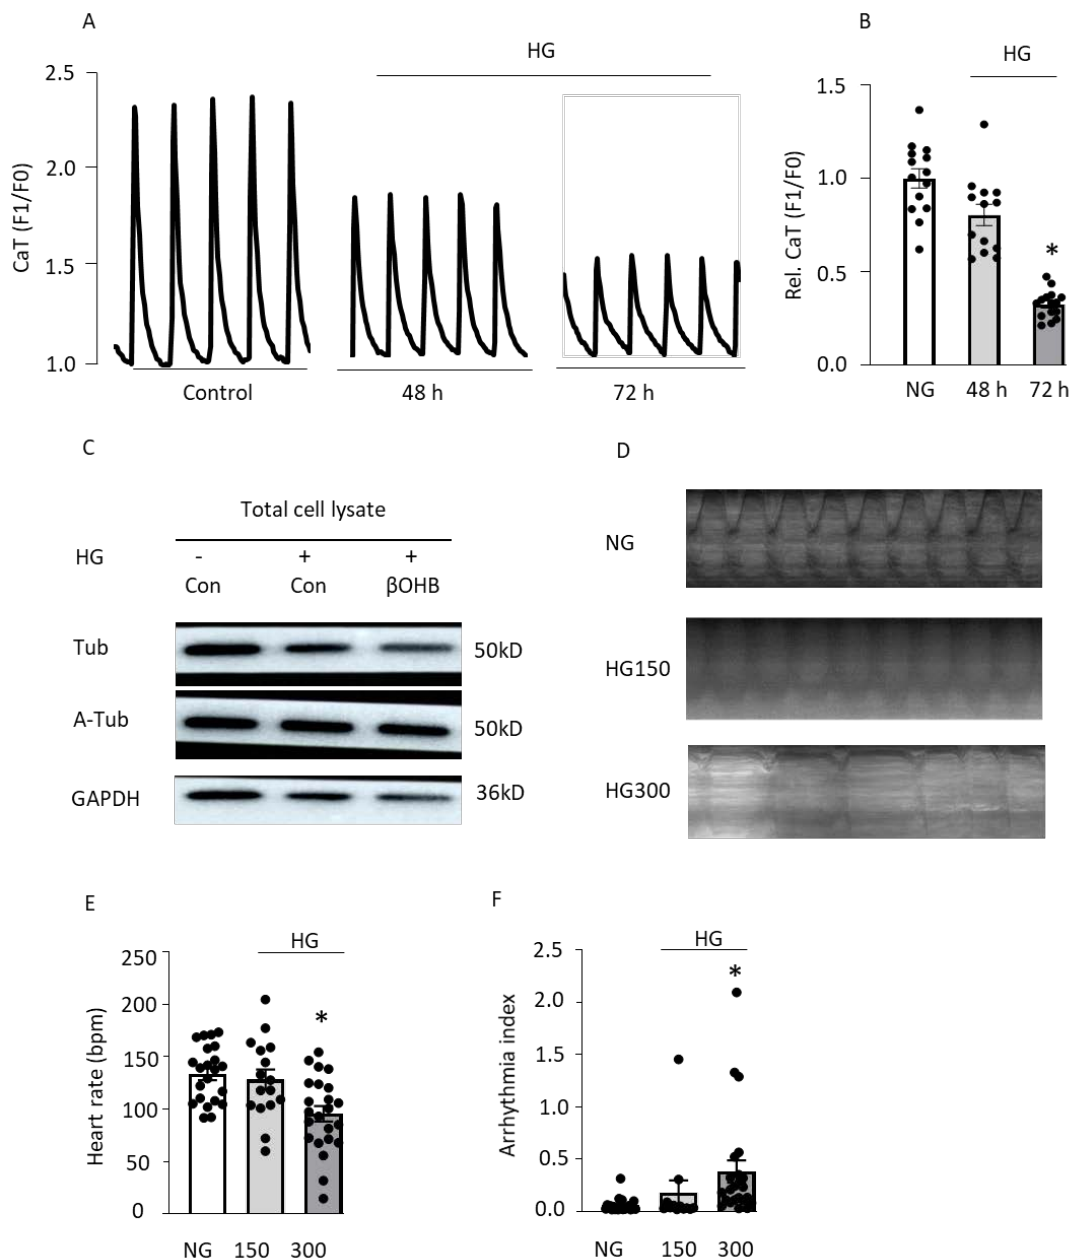 A
HG
CaT (F1/F0)
2.5
2.0
1.5
1.0
Control
48 h
72 h
B
HG
Rel. CaT (F1/F0)
1.5
1.0
0.5
0.0
*
NG
48 h
72 h
C
Total cell lysate
HG - + +
Con Con βOHB
Tub 50kD
A-Tub 50kD
GAPDH 36kD
D
NG
HG150
HG300
E
HG
Heart rate (bpm)
250
200
150
100
50
0
*
NG 150 300
F
HG
Arrhythmia index
2.5
2.0
1.5
1.0
0.5
0.0
*
NG 150 300